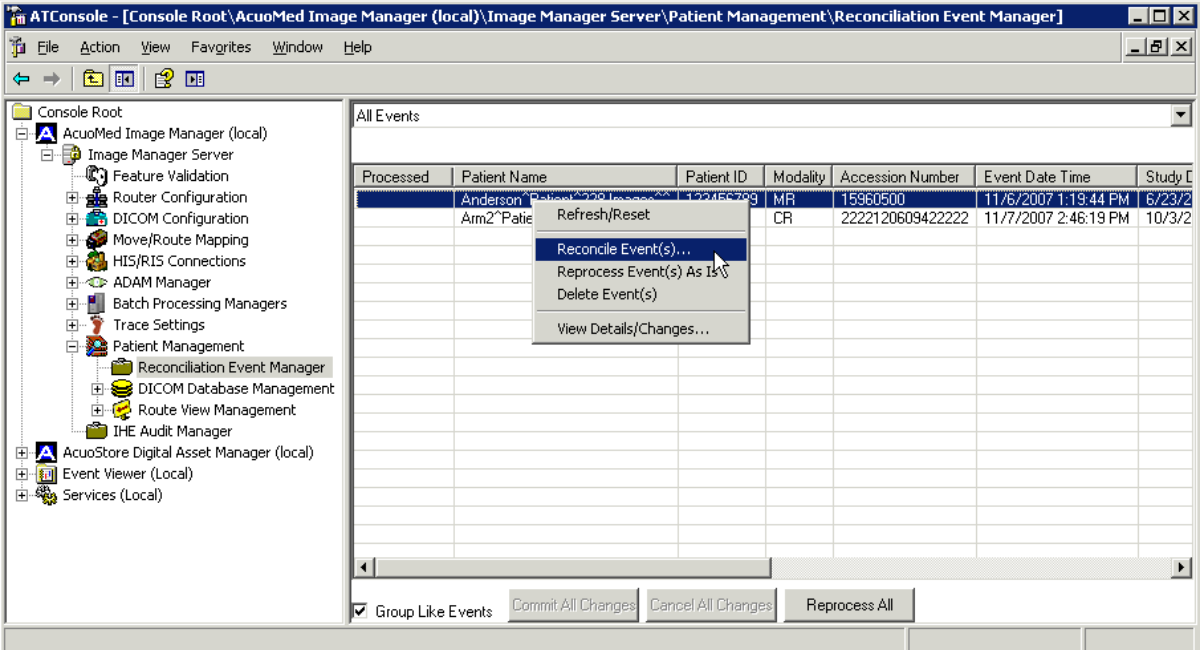 ATConsole - [Console Root\AcuoMed Image Manager (local)\Image Manager Server\Patient Management\Reconciliation Event Manager]
File Action View Favorites Window Help
Console Root
AcuoMed Image Manager (local)
Image Manager Server
Feature Validation
Router Configuration
DICOM Configuration
Move/Route Mapping
HIS/RIS Connections
ADAM Manager
Batch Processing Managers
Trace Settings
Patient Management
Reconciliation Event Manager
DICOM Database Management
Route View Management
IHE Audit Manager
AcuoStore Digital Asset Manager (local)
Event Viewer (Local)
Services (Local)
All Events
Processed Patient Name Patient ID Modality Accession Number Event Date Time Study D
Anderson^Patient^228 Images^^ 123456789 MR 15960500 11/6/2007 1:19:44 PM 6/23/2
Arm2^Patie CR 2222120609422222 11/7/2007 2:46:19 PM 10/3/2
Refresh/Reset
Reconcile Event(s)...
Reprocess Event(s) As Is
Delete Event(s)
View Details/Changes...
Group Like Events Commit All Changes Cancel All Changes Reprocess All